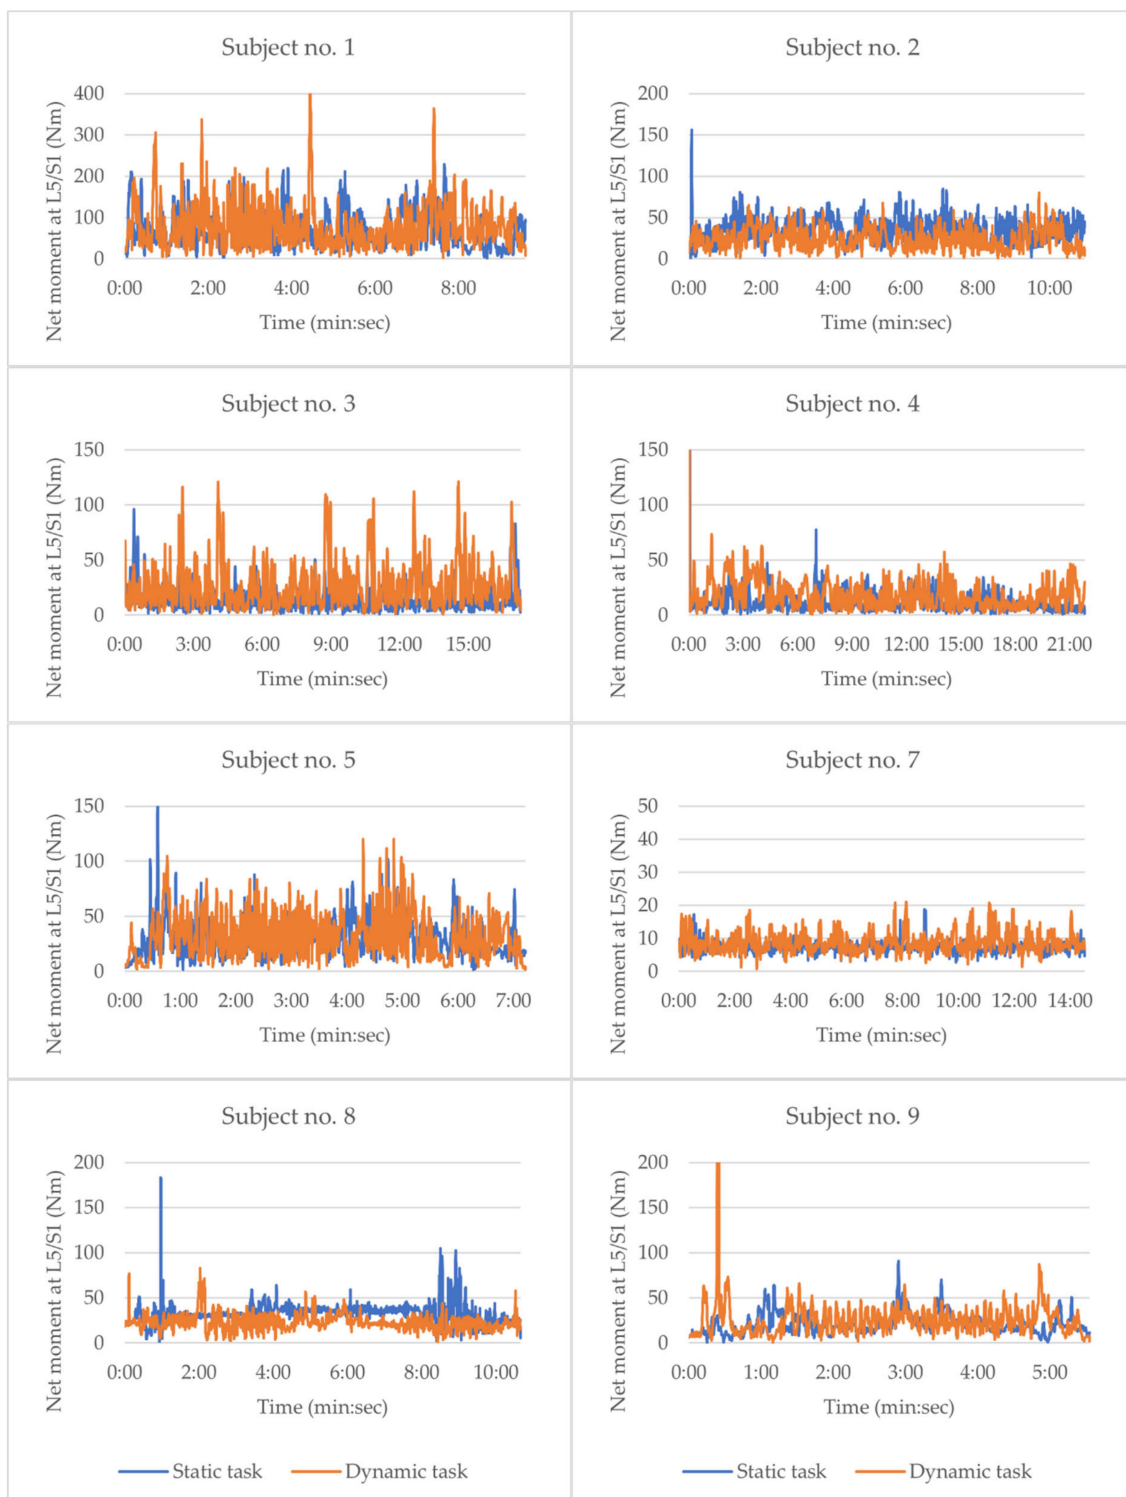 Subject no. 1
Net moment at L5/S1 (Nm)
400
300
200
100
0
0:00 2:00 4:00 6:00 8:00
Time (min:sec)
Subject no. 2
Net moment at L5/S1 (Nm)
200
150
100
50
0
0:00 2:00 4:00 6:00 8:00 10:00
Time (min:sec)
Subject no. 3
Net moment at L5/S1 (Nm)
150
100
50
0
0:00 3:00 6:00 9:00 12:00 15:00
Time (min:sec)
Subject no. 4
Net moment at L5/S1 (Nm)
150
100
50
0
0:00 3:00 6:00 9:00 12:00 15:00 18:00 21:00
Time (min:sec)
Subject no. 5
Net moment at L5/S1 (Nm)
150
100
50
0
0:00 1:00 2:00 3:00 4:00 5:00 6:00 7:00
Time (min:sec)
Subject no. 7
Net moment at L5/S1 (Nm)
50
40
30
20
10
0
0:00 2:00 4:00 6:00 8:00 10:00 12:00 14:00
Time (min:sec)
Subject no. 8
Net moment at L5/S1 (Nm)
200
150
100
50
0
0:00 2:00 4:00 6:00 8:00 10:00
Time (min:sec)
Static task Dynamic task
Subject no. 9
Net moment at L5/S1 (Nm)
200
150
100
50
0
0:00 1:00 2:00 3:00 4:00 5:00
Time (min:sec)
Static task Dynamic task